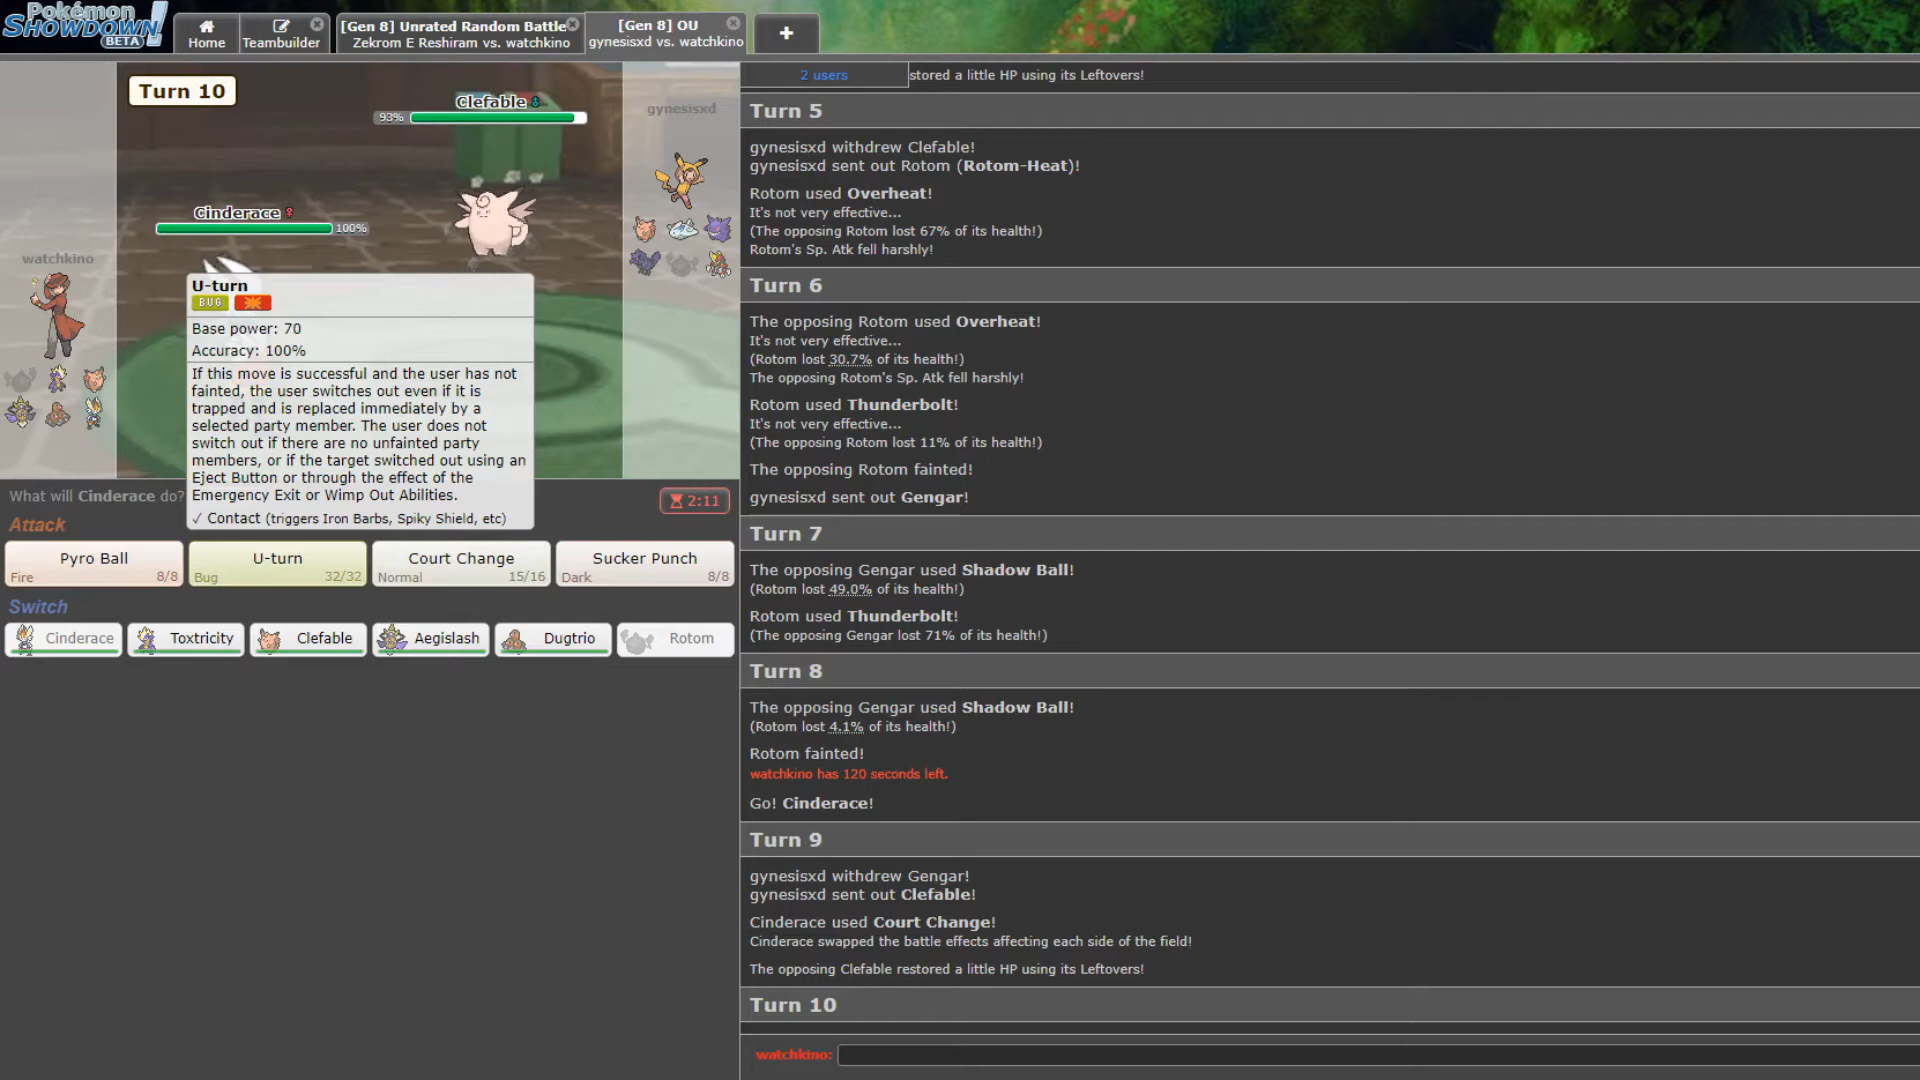 Pokémon
SHOWDOWN!
BETA
Home
Teambuilder
[Gen 8] Unrated Random Battle
Zekrom E Reshiram vs. watchkino
[Gen 8] OU
gynesisxd vs. watchkino
+
Turn 10
Clefable
93%
Cinderace
100%
watchkino
gynesisxd
U-turn
BUG
Base power: 70
Accuracy: 100%
If this move is successful and the user has not
fainted, the user switches out even if it is
trapped and is replaced immediately by a
selected party member. The user does not
switch out if there are no unfainted party
members, or if the target switched out using an
Eject Button or through the effect of the
Emergency Exit or Wimp Out Abilities.
✓ Contact (triggers Iron Barbs, Spiky Shield, etc)
What will Cinderace do?
2:11
Attack
Pyro Ball
Fire 8/8
U-turn
Bug 32/32
Court Change
Normal 15/16
Sucker Punch
Dark 8/8
Switch
Cinderace
Toxtricity
Clefable
Aegislash
Dugtrio
Rotom
2 users
stored a little HP using its Leftovers!
Turn 5
gynesisxd withdrew Clefable!
gynesisxd sent out Rotom (Rotom-Heat)!
Rotom used Overheat!
It's not very effective...
(The opposing Rotom lost 67% of its health!)
Rotom's Sp. Atk fell harshly!
Turn 6
The opposing Rotom used Overheat!
It's not very effective...
(Rotom lost 30.7% of its health!)
The opposing Rotom's Sp. Atk fell harshly!
Rotom used Thunderbolt!
It's not very effective...
(The opposing Rotom lost 11% of its health!)
The opposing Rotom fainted!
gynesisxd sent out Gengar!
Turn 7
The opposing Gengar used Shadow Ball!
(Rotom lost 49.0% of its health!)
Rotom used Thunderbolt!
(The opposing Gengar lost 71% of its health!)
Turn 8
The opposing Gengar used Shadow Ball!
(Rotom lost 4.1% of its health!)
Rotom fainted!
watchkino has 120 seconds left.
Go! Cinderace!
Turn 9
gynesisxd withdrew Gengar!
gynesisxd sent out Clefable!
Cinderace used Court Change!
Cinderace swapped the battle effects affecting each side of the field!
The opposing Clefable restored a little HP using its Leftovers!
Turn 10
watchkino: